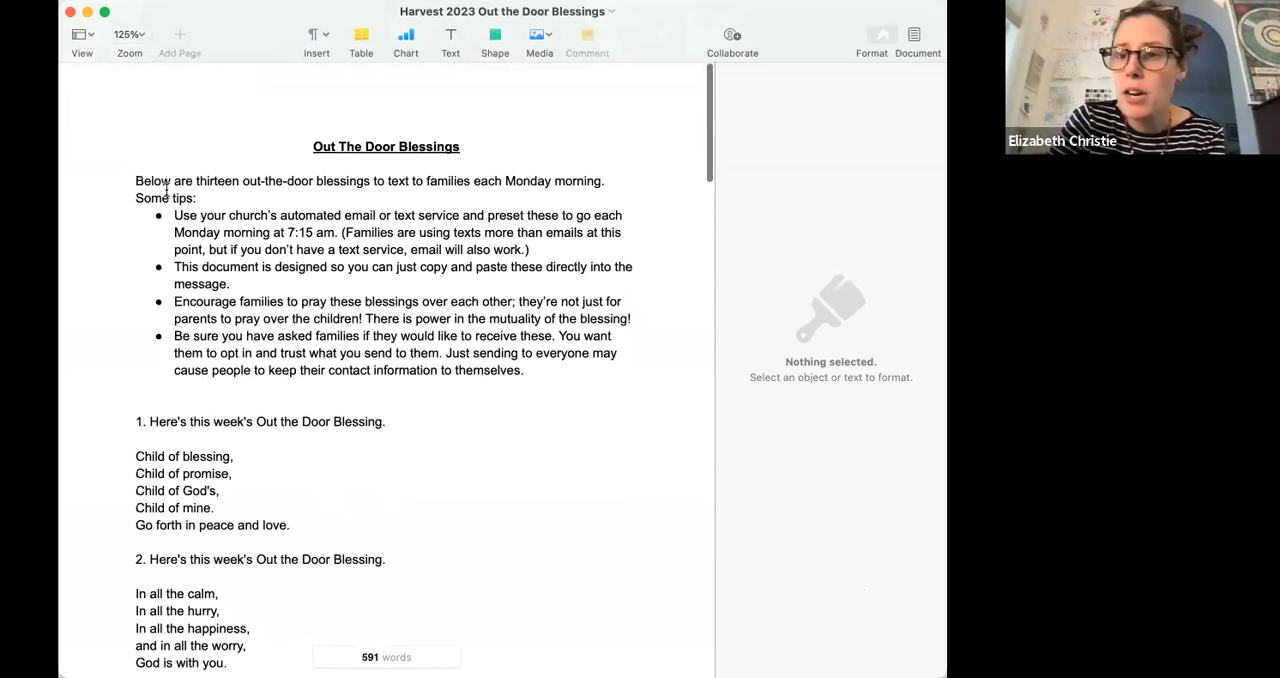 Harvest 2023 Out the Door Blessings
View
125%
Zoom
Add Page
Insert
Table
Chart
Text
Shape
Media
Comment
Collaborate
Format
Document
Out The Door Blessings
Below are thirteen out-the-door blessings to text to families each Monday morning.
Some tips:
● Use your church's automated email or text service and preset these to go each
Monday morning at 7:15 am. (Families are using texts more than emails at this
point, but if you don't have a text service, email will also work.)
● This document is designed so you can just copy and paste these directly into the
message.
● Encourage families to pray these blessings over each other; they're not just for
parents to pray over the children! There is power in the mutuality of the blessing!
● Be sure you have asked families if they would like to receive these. You want
them to opt in and trust what you send to them. Just sending to everyone may
cause people to keep their contact information to themselves.
1. Here's this week's Out the Door Blessing.
Child of blessing,
Child of promise,
Child of God's,
Child of mine.
Go forth in peace and love.
2. Here's this week's Out the Door Blessing.
In all the calm,
In all the hurry,
In all the happiness,
and in all the worry,
God is with you.
591 words
Nothing selected.
Select an object or text to format.
Elizabeth Christie